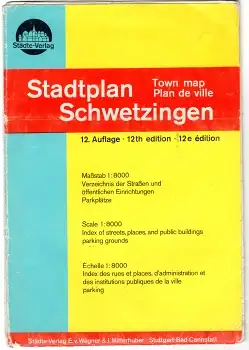 Städte-Verlag
Stadtplan
Town map
Plan de ville
Schwetzingen
12. Auflage · 12th edition · 12e édition
Maßstab 1:8000
Verzeichnis der Straßen und
öffentlichen Einrichtungen
Parkplätze
Scale 1:8000
Index of streets, places, and public buildings
parking grounds
Échelle 1:8000
Index des rues et places, d'administration et
des institutions publiques de la ville
parking
Städte-Verlag E. v. Wagner & J. Mitterhuber · Stuttgart-Bad Cannstatt